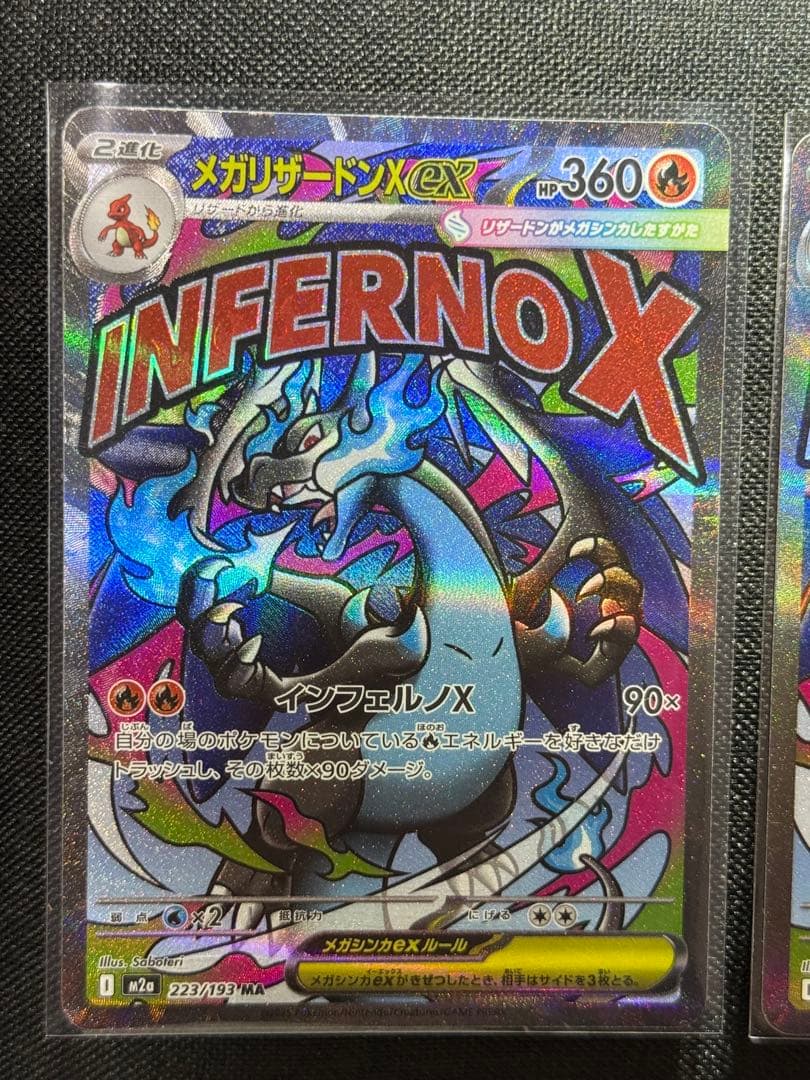 2進化
メガリザードンXex
HP360
リザードから進化
リザードンがメガシンカしたすがた
INFERNO X
インフェルノX 90×
自分の場のポケモンについているエネルギーを好きなだけ
トラッシュし、その枚数×90ダメージ。
弱点 ×2 抵抗力 にげる
メガシンカexルール
メガシンカexがきぜつしたとき、相手はサイドを3枚とる。
Illus. Saboteri
I m2a 223/193 MA
©2025 Pokémon/Nintendo/Creatures/GAME FREAK